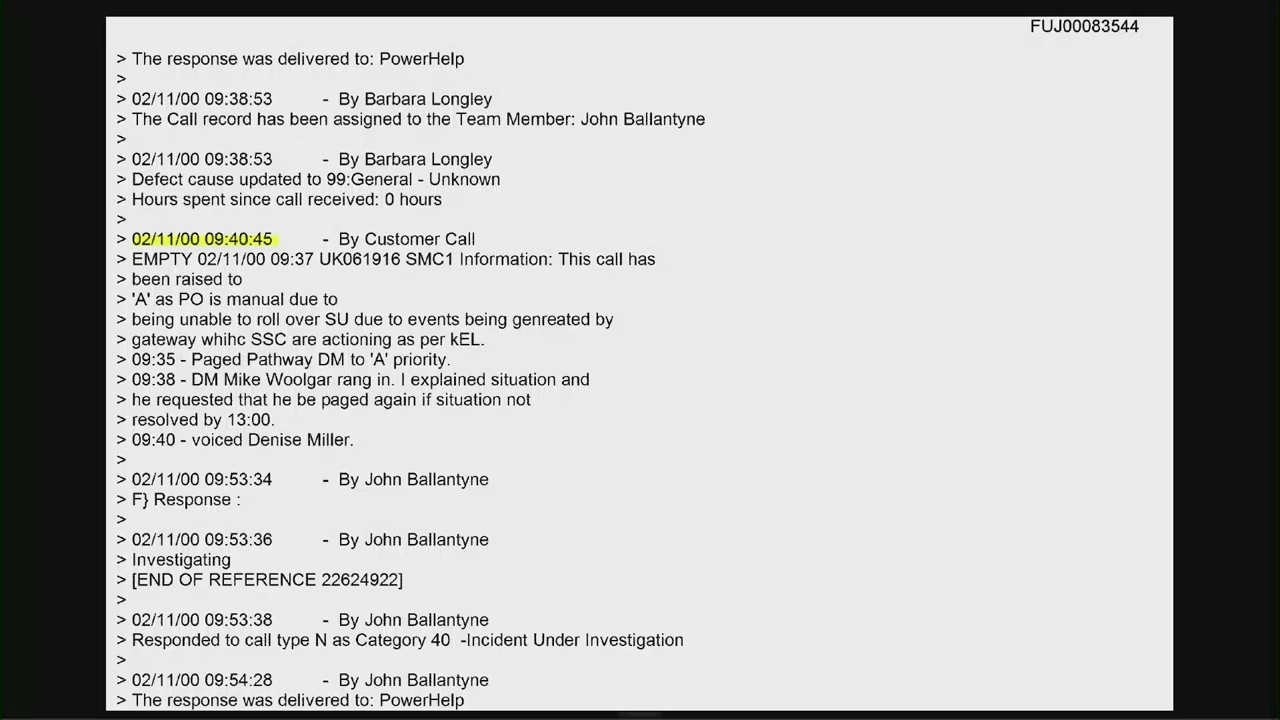 FUJ00083544
> The response was delivered to: PowerHelp
>
> 02/11/00 09:38:53 - By Barbara Longley
> The Call record has been assigned to the Team Member: John Ballantyne
>
> 02/11/00 09:38:53 - By Barbara Longley
> Defect cause updated to 99:General - Unknown
> Hours spent since call received: 0 hours
>
> 02/11/00 09:40:45 - By Customer Call
> EMPTY 02/11/00 09:37 UK061916 SMC1 Information: This call has
> been raised to
> 'A' as PO is manual due to
> being unable to roll over SU due to events being genreated by
> gateway whihc SSC are actioning as per kEL.
> 09:35 - Paged Pathway DM to 'A' priority.
> 09:38 - DM Mike Woolgar rang in. I explained situation and
> he requested that he be paged again if situation not
> resolved by 13:00.
> 09:40 - voiced Denise Miller.
>
> 02/11/00 09:53:34 - By John Ballantyne
> F} Response :
>
> 02/11/00 09:53:36 - By John Ballantyne
> Investigating
> [END OF REFERENCE 22624922]
>
> 02/11/00 09:53:38 - By John Ballantyne
> Responded to call type N as Category 40 -Incident Under Investigation
>
> 02/11/00 09:54:28 - By John Ballantyne
> The response was delivered to: PowerHelp